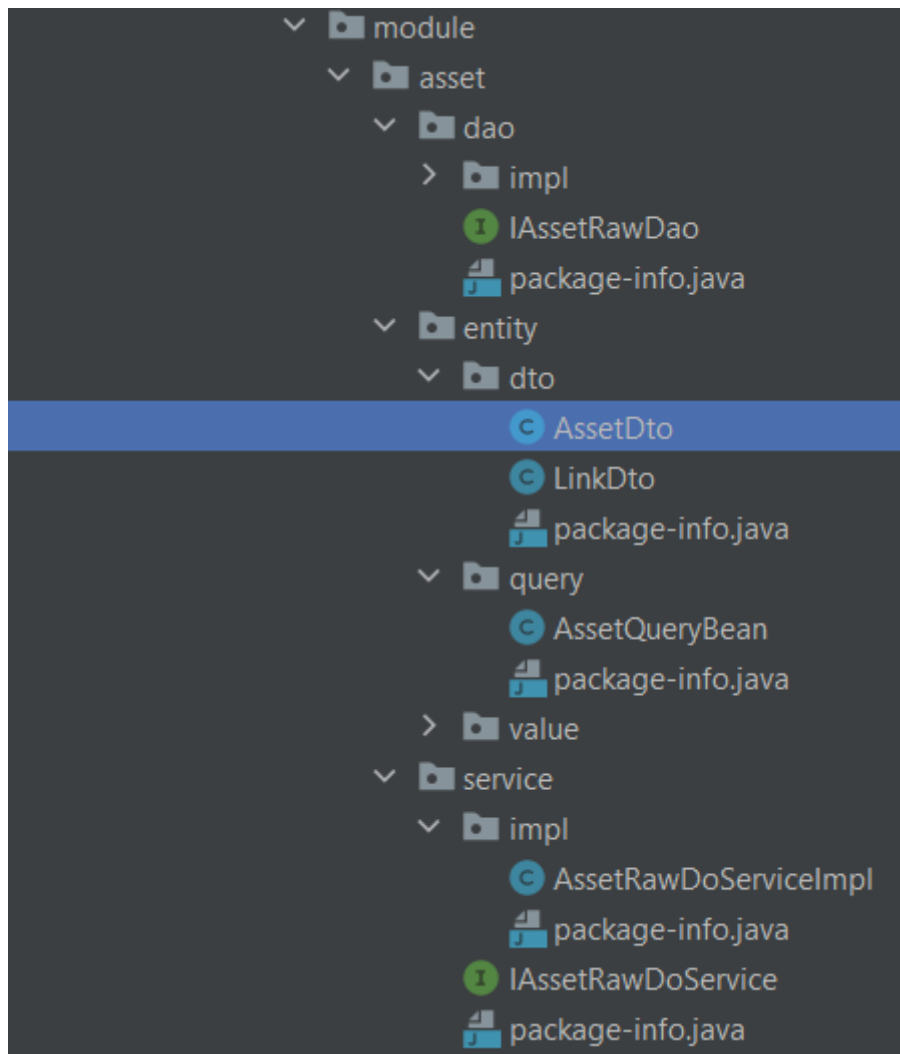 module
asset
dao
impl
IAssetRawDao
package-info.java
entity
dto
AssetDto
LinkDto
package-info.java
query
AssetQueryBean
package-info.java
value
service
impl
AssetRawDoServiceImpl
package-info.java
IAssetRawDoService
package-info.java